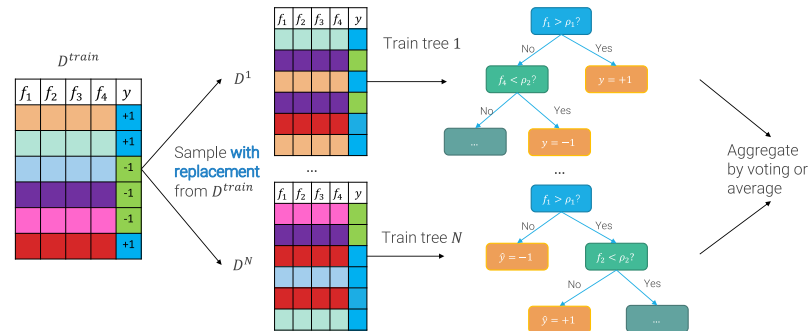 D^train
f₁ f₂ f₃ f₄ y
+1
+1
-1
-1
-1
+1
Sample with
replacement
from D^train
D¹
f₁ f₂ f₃ f₄ y
...
D^N
f₁ f₂ f₃ f₄ y
Train tree 1
f₁ > ρ₁?
No Yes
f₄ < ρ₂?
y = +1
No Yes
...
y = −1
...
Train tree N
f₁ > ρ₁?
No Yes
ŷ = −1
f₂ < ρ₂?
No Yes
ŷ = +1
...
Aggregate
by voting or
average